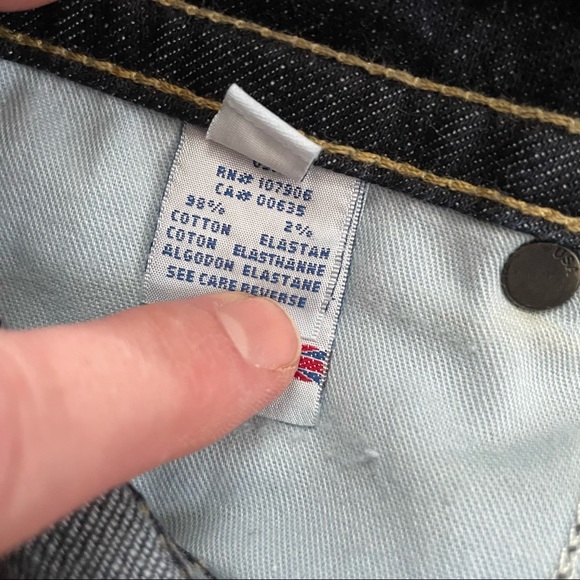 RN# 107906
CA# 00635
98% 2%
COTTON ELASTAN
COTON ELASTHANNE
ALGODON ELASTANE
SEE CARE REVERSE